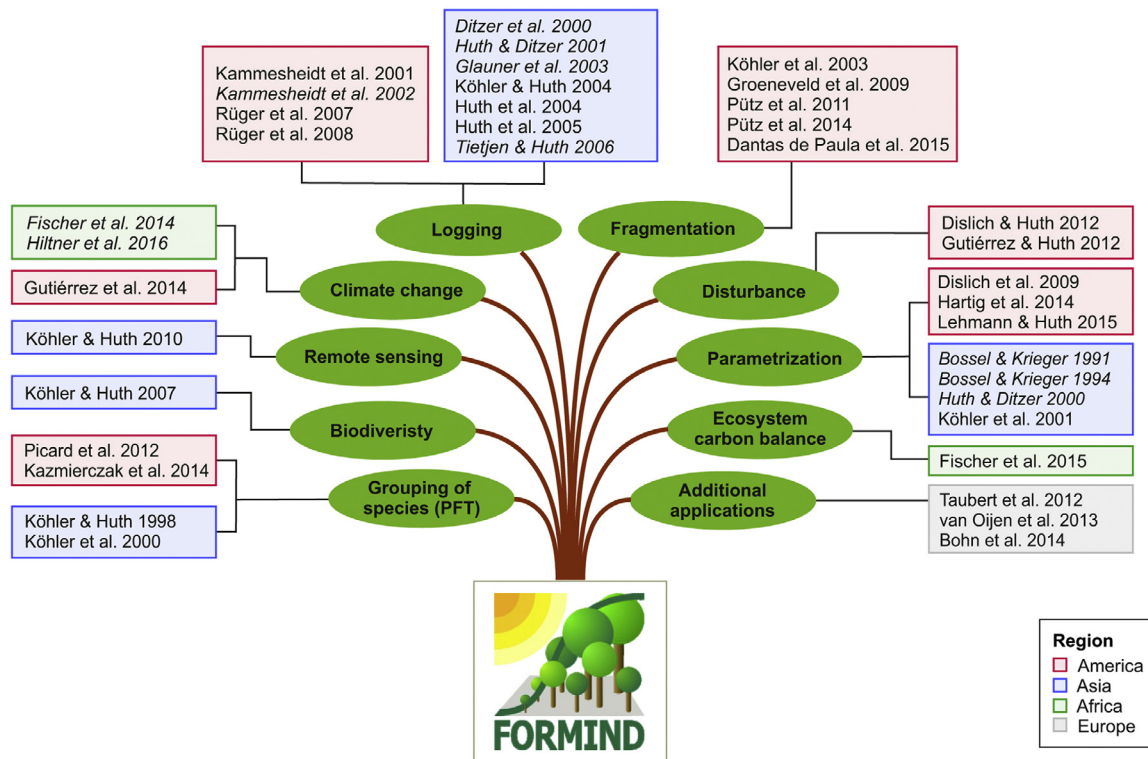 Kammesheidt et al. 2001
Kammesheidt et al. 2002
Rüger et al. 2007
Rüger et al. 2008
Ditzer et al. 2000
Huth & Ditzer 2001
Glauner et al. 2003
Köhler & Huth 2004
Huth et al. 2004
Huth et al. 2005
Tietjen & Huth 2006
Köhler et al. 2003
Groeneveld et al. 2009
Pütz et al. 2011
Pütz et al. 2014
Dantas de Paula et al. 2015
Logging
Fragmentation
Fischer et al. 2014
Hiltner et al. 2016
Gutiérrez et al. 2014
Climate change
Disturbance
Dislich & Huth 2012
Gutiérrez & Huth 2012
Köhler & Huth 2010
Remote sensing
Parametrization
Dislich et al. 2009
Hartig et al. 2014
Lehmann & Huth 2015
Bossel & Krieger 1991
Bossel & Krieger 1994
Huth & Ditzer 2000
Köhler et al. 2001
Köhler & Huth 2007
Biodiveristy
Ecosystem
carbon balance
Fischer et al. 2015
Picard et al. 2012
Kazmierczak et al. 2014
Köhler & Huth 1998
Köhler et al. 2000
Grouping of
species (PFT)
Additional
applications
Taubert et al. 2012
van Oijen et al. 2013
Bohn et al. 2014
FORMIND
Region
America
Asia
Africa
Europe